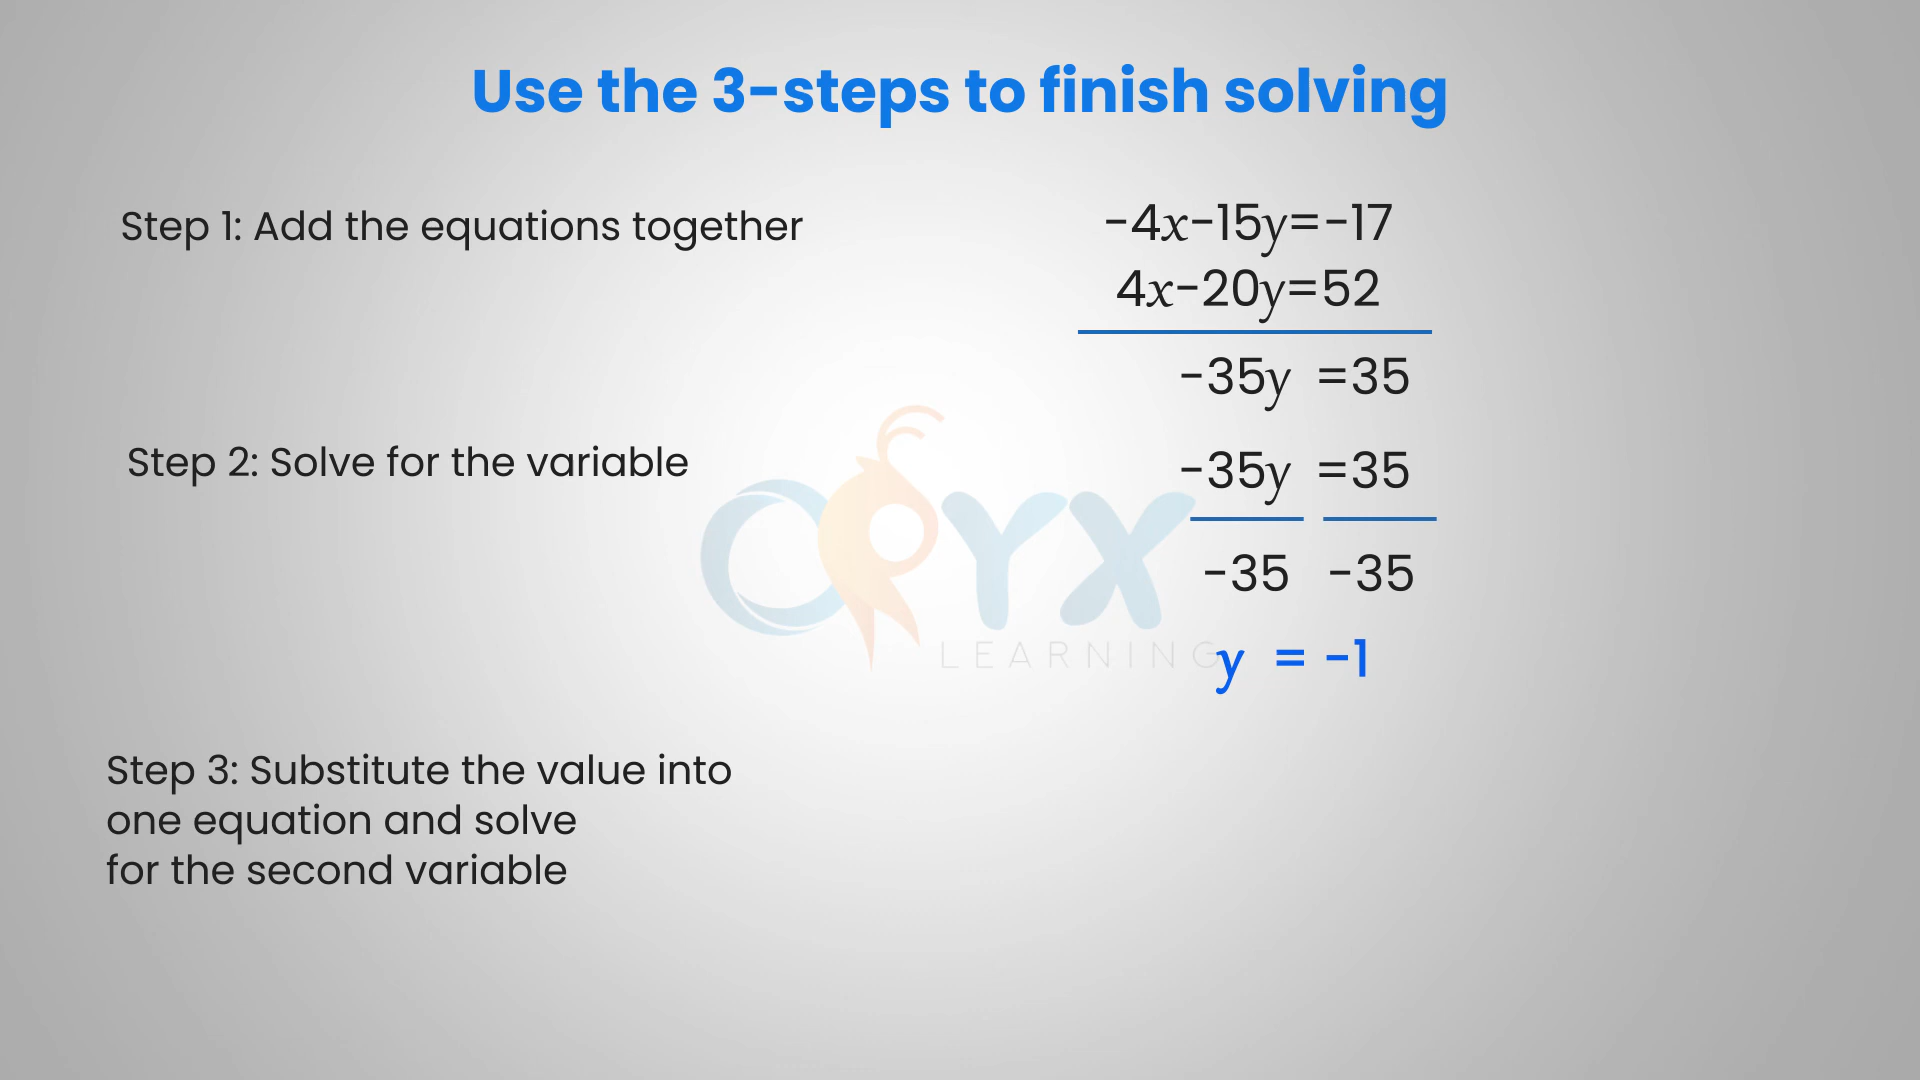 Use the 3-steps to finish solving
Step 1: Add the equations together
-4x-15y=-17
4x-20y=52
-35y =35
Step 2: Solve for the variable
-35y =35
-35 -35
ORYX
LEARNING
y = -1
Step 3: Substitute the value into
one equation and solve
for the second variable